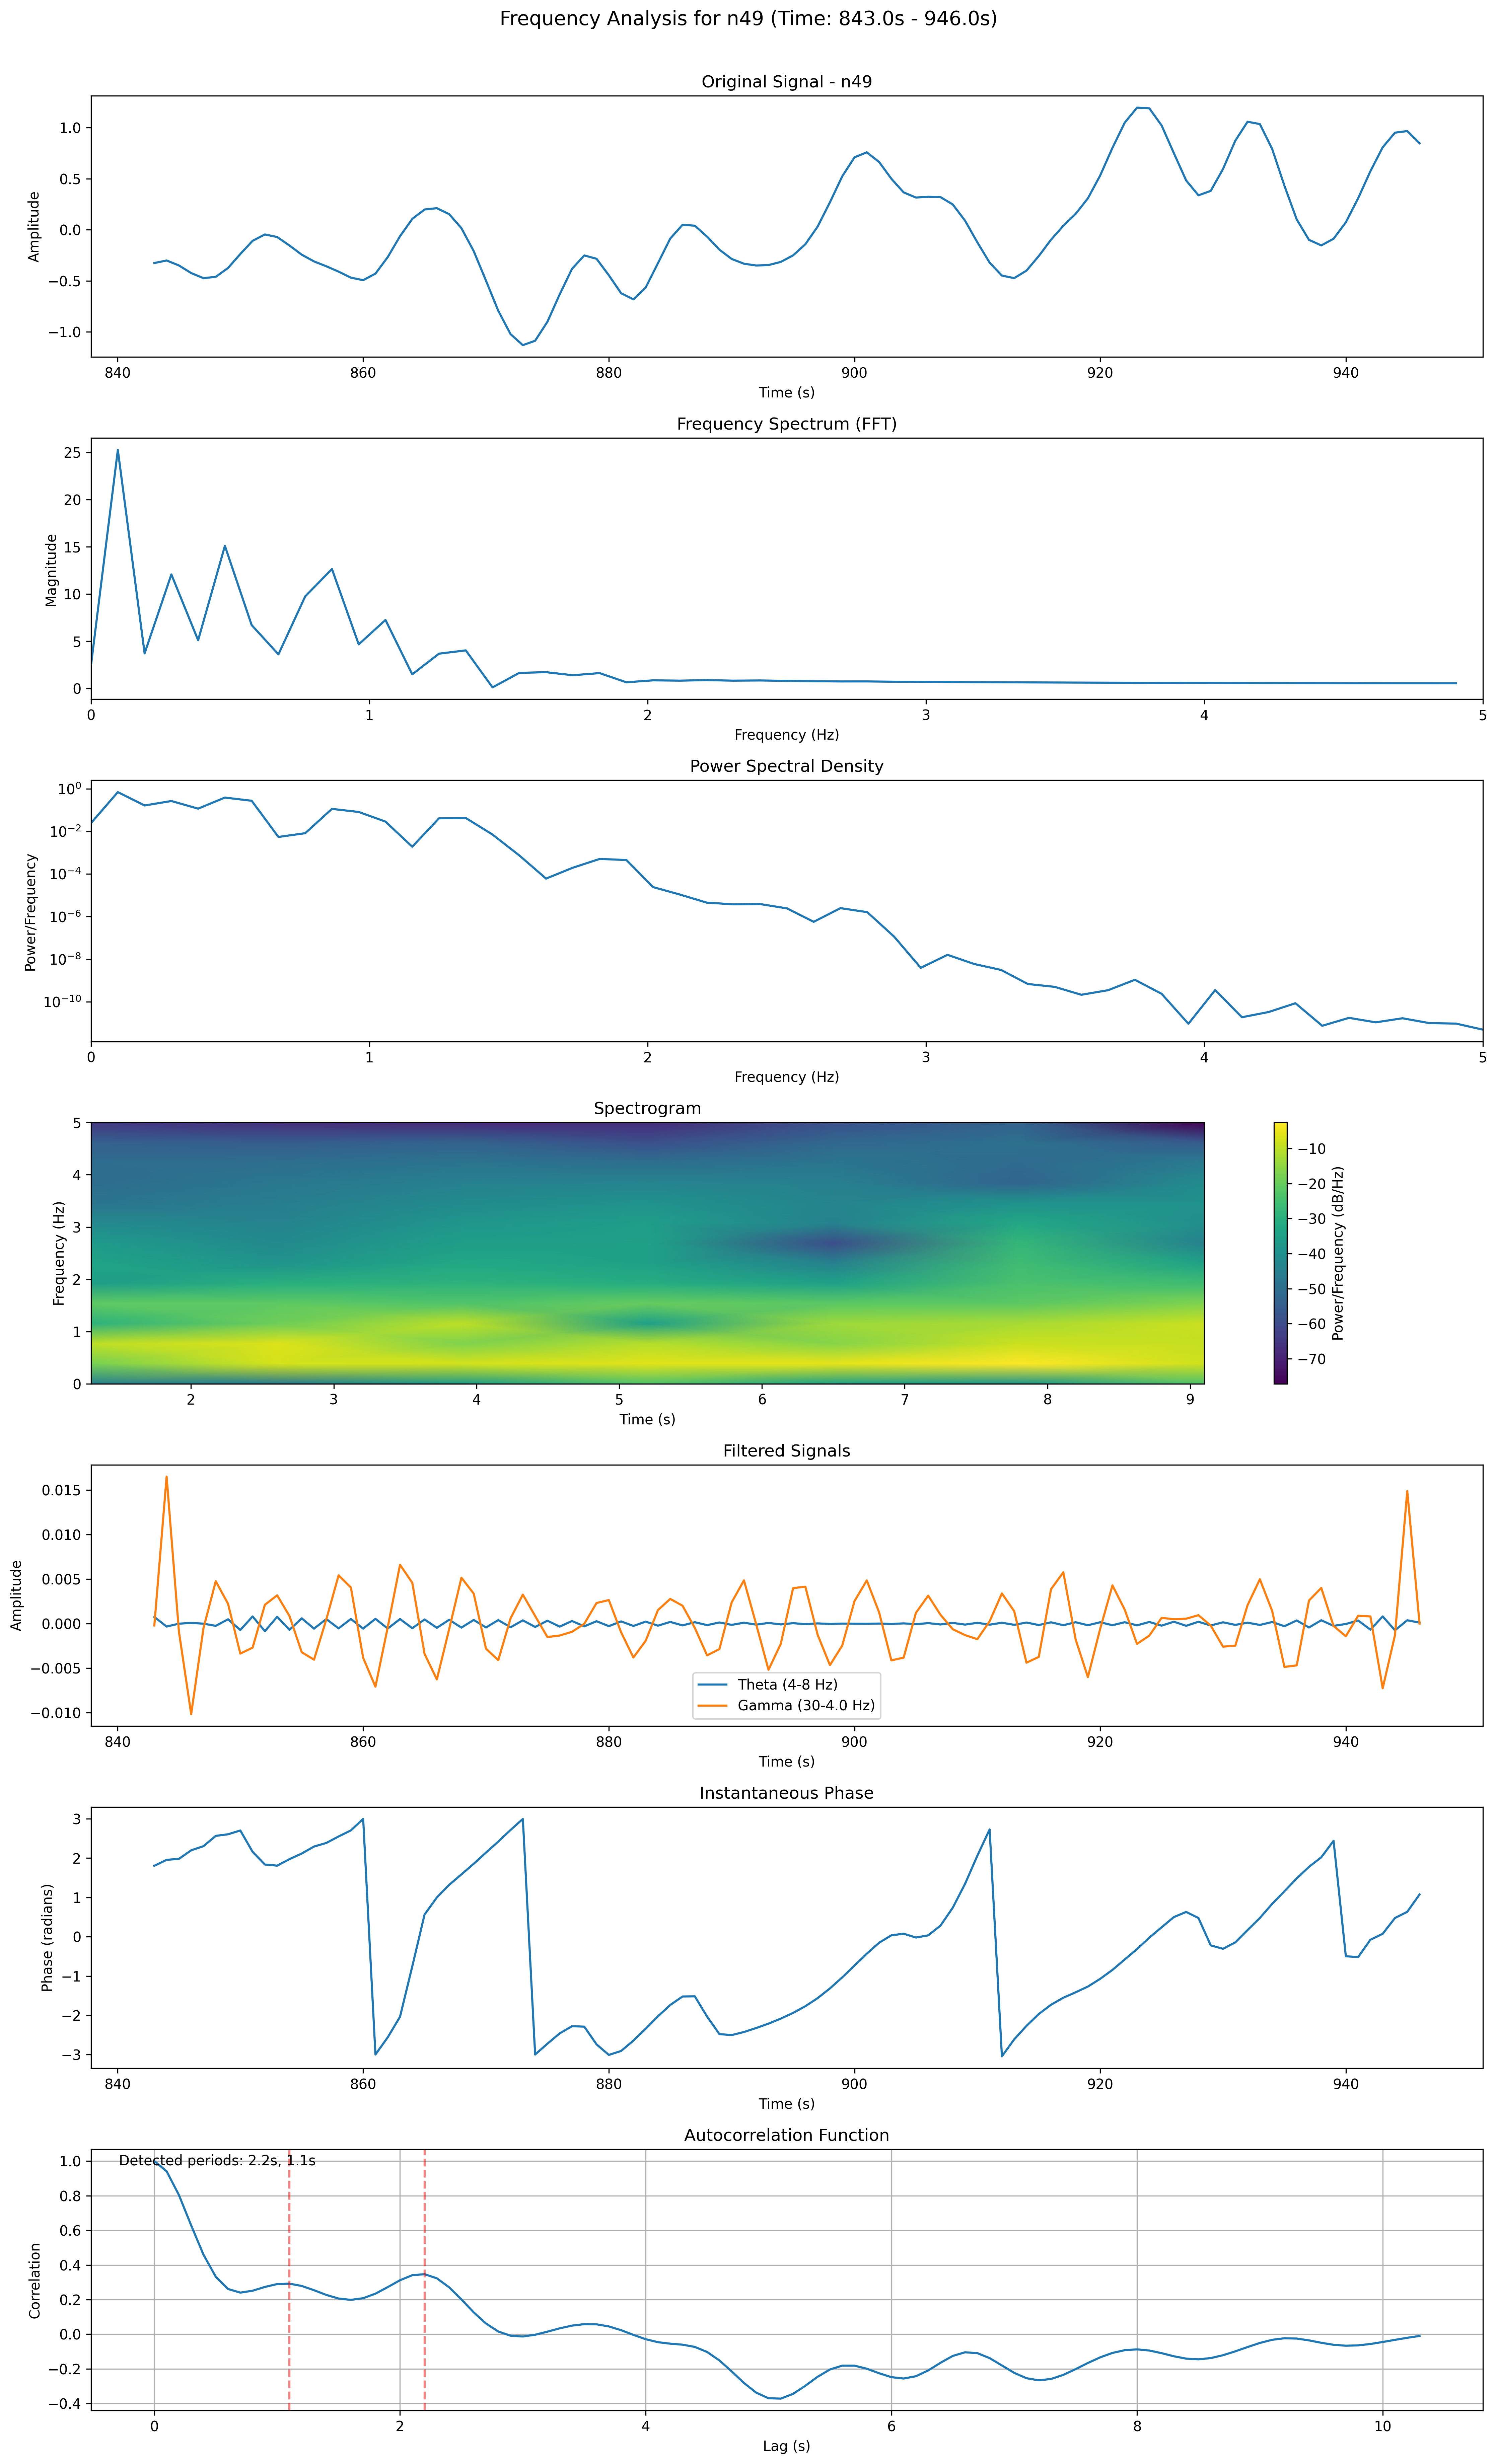 Frequency Analysis for n49 (Time: 843.0s - 946.0s)
Original Signal - n49
1.0
0.5
0.0
−0.5
−1.0
Amplitude
840 860 880 900 920 940
Time (s)
Frequency Spectrum (FFT)
25
20
15
10
5
0
Magnitude
0 1 2 3 4 5
Frequency (Hz)
Power Spectral Density
10⁰
10⁻²
10⁻⁴
10⁻⁶
10⁻⁸
10⁻¹⁰
Power/Frequency
0 1 2 3 4 5
Frequency (Hz)
Spectrogram
5
4
3
2
1
0
Frequency (Hz)
2 3 4 5 6 7 8 9
Time (s)
−10
−20
−30
−40
−50
−60
−70
Power/Frequency (dB/Hz)
Filtered Signals
0.015
0.010
0.005
0.000
−0.005
−0.010
Amplitude
Theta (4-8 Hz)
Gamma (30-4.0 Hz)
840 860 880 900 920 940
Time (s)
Instantaneous Phase
3
2
1
0
−1
−2
−3
Phase (radians)
840 860 880 900 920 940
Time (s)
Autocorrelation Function
Detected periods: 2.2s, 1.1s
1.0
0.8
0.6
0.4
0.2
0.0
−0.2
−0.4
Correlation
0 2 4 6 8 10
Lag (s)